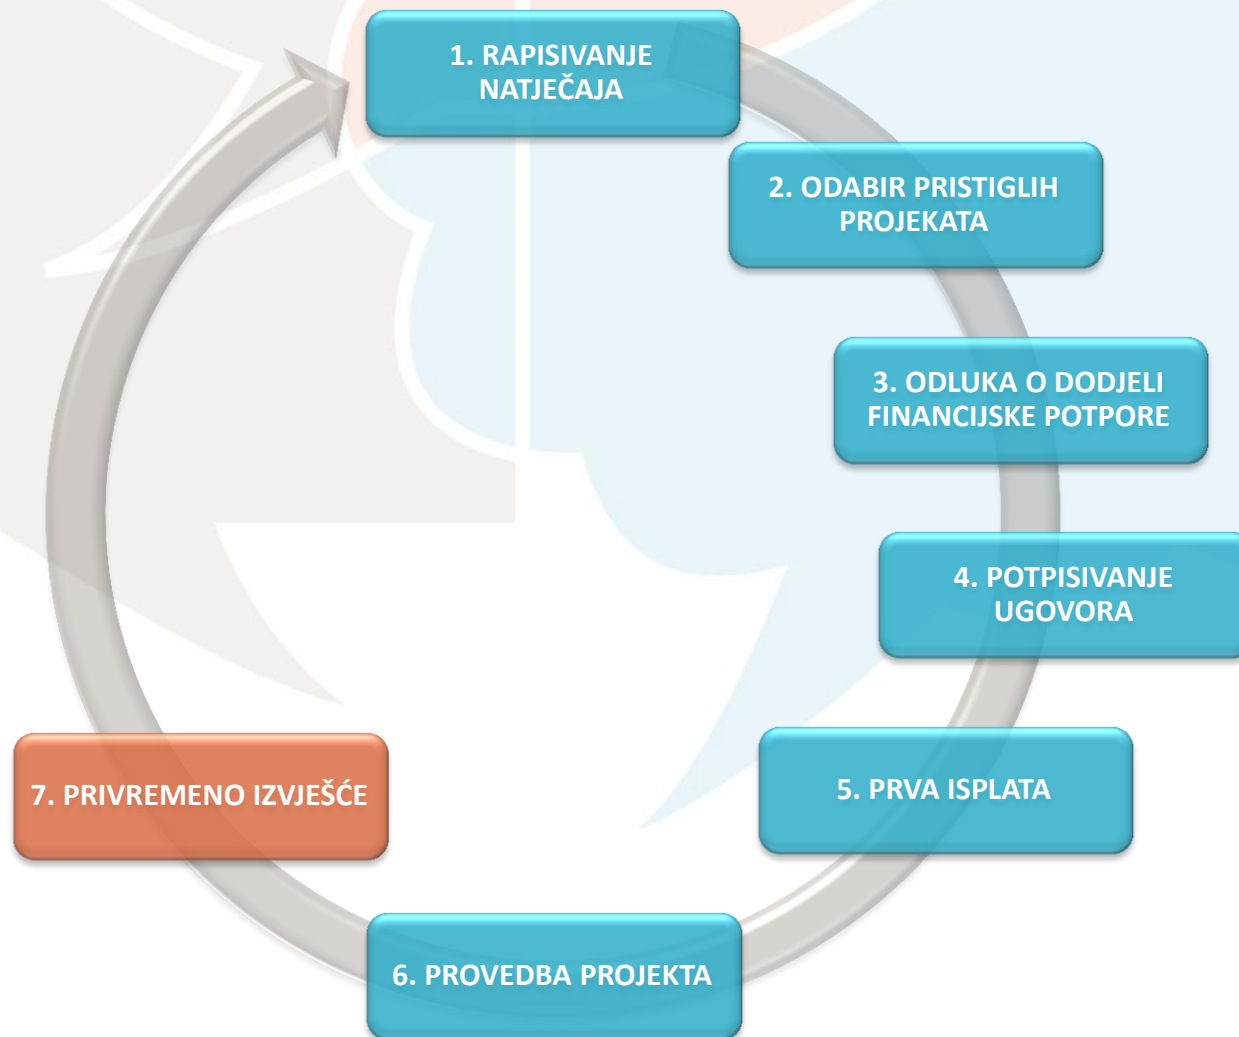 1. RAPISIVANJE
NATJEČAJA
2. ODABIR PRISTIGLIH
PROJEKATA
3. ODLUKA O DODJELI
FINANCIJSKE POTPORE
4. POTPISIVANJE
UGOVORA
5. PRVA ISPLATA
6. PROVEDBA PROJEKTA
7. PRIVREMENO IZVJEŠĆE